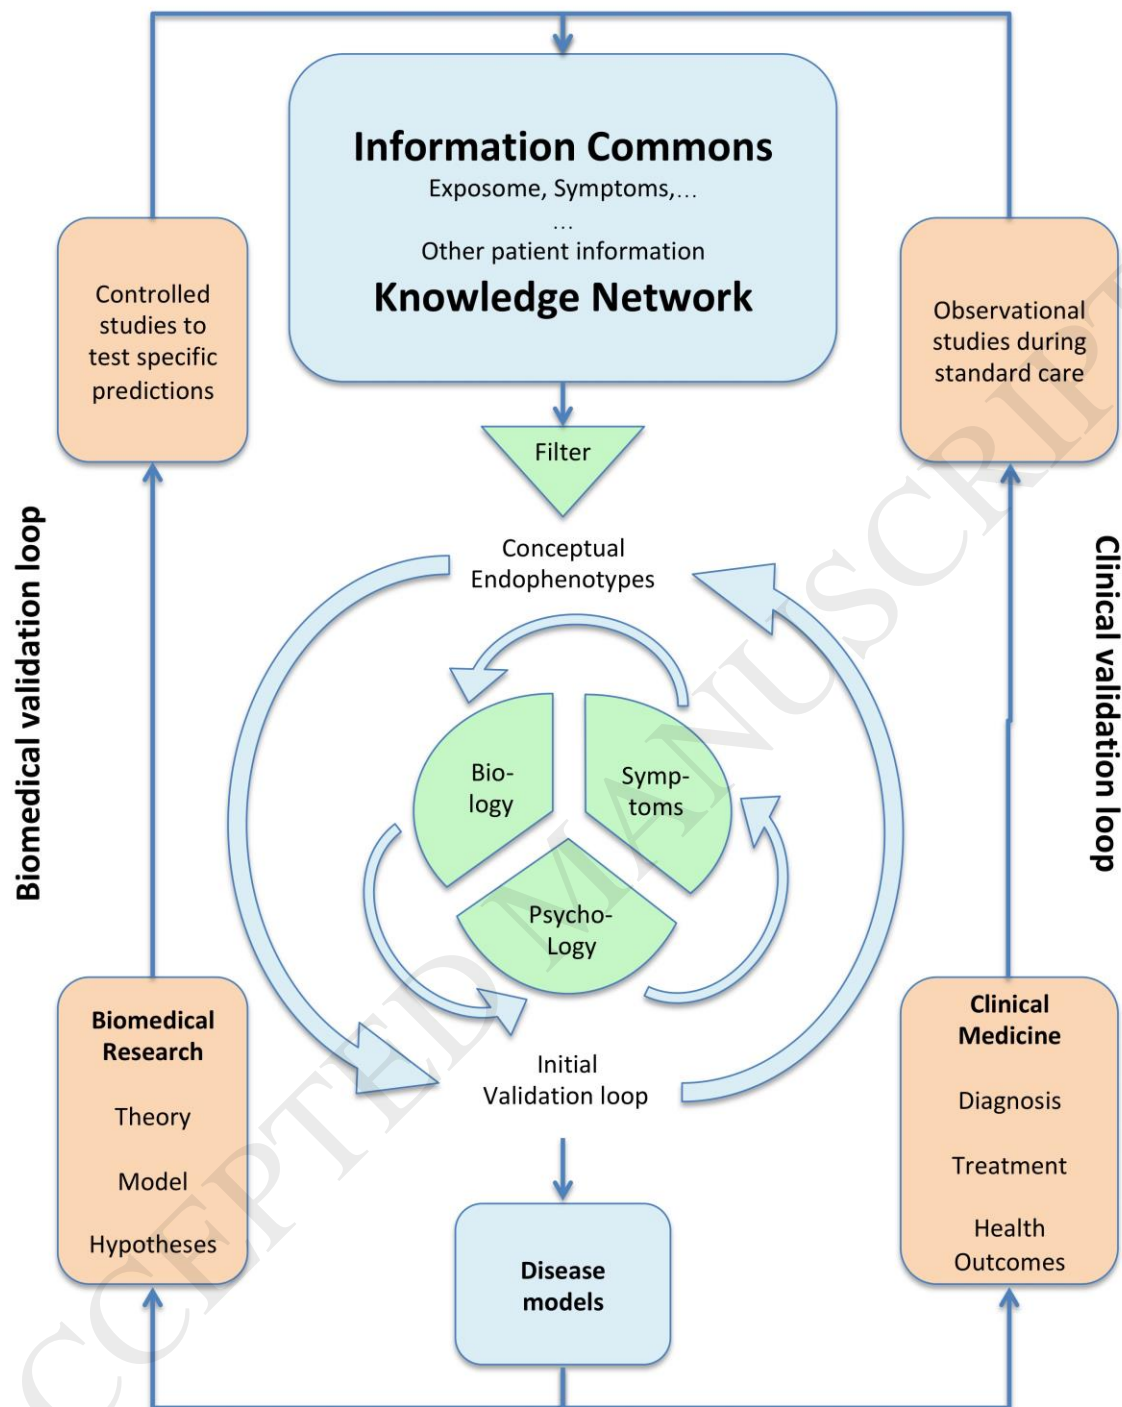 Information Commons
Exposome, Symptoms,...
...
Other patient information
Knowledge Network
Controlled
studies to
test specific
predictions
Observational
studies during
standard care
Filter
Conceptual
Endophenotypes
Biomedical validation loop
Clinical validation loop
Bio-
logy
Symp-
toms
Psycho-
Logy
Initial
Validation loop
Biomedical
Research
Theory
Model
Hypotheses
Clinical
Medicine
Diagnosis
Treatment
Health
Outcomes
Disease
models
CCEPTED MANUSCRIPT